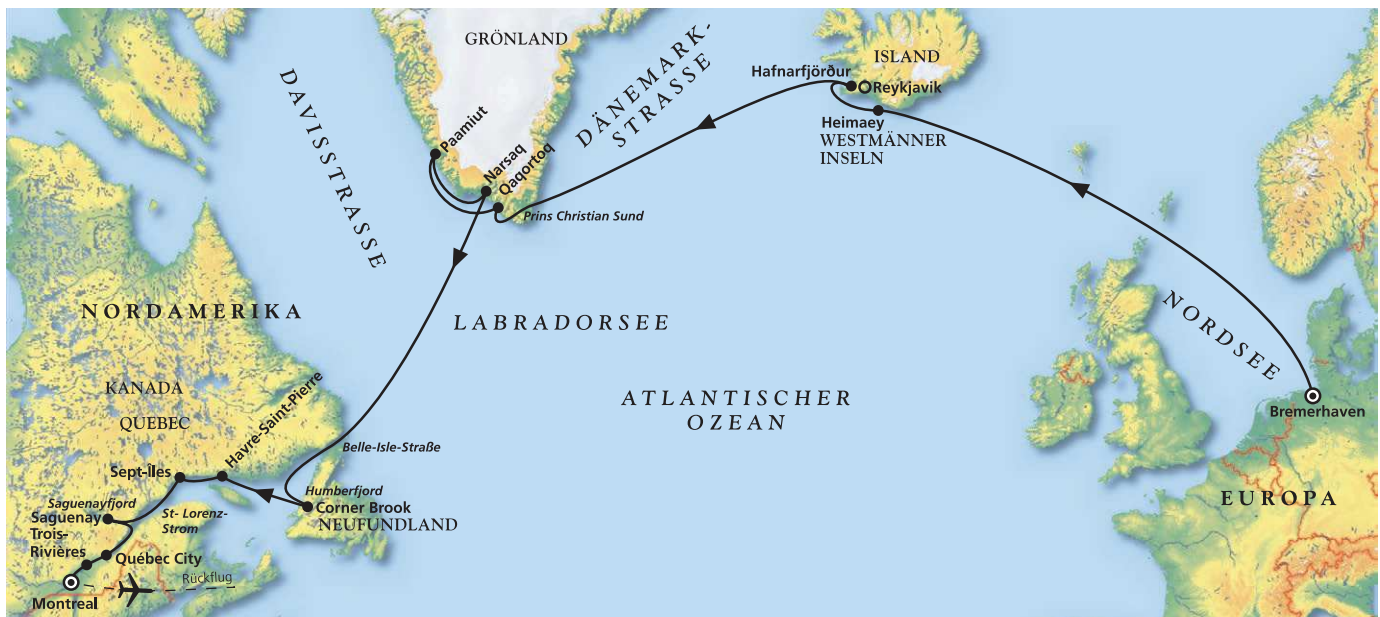 GRÖNLAND
DÄNEMARK-
STRASSE
ISLAND
Hafnarfjörður
Reykjavik
Heimaey
WESTMÄNNER
INSELN
DAVISSTRASSE
Paamiut
Narsaq
Qaqortoq
Prins Christian Sund
NORDAMERIKA
LABRADORSEE
NORDSEE
KANADA
QUEBEC
ATLANTISCHER
OZEAN
Bremerhaven
Havre-Saint-Pierre
Belle-Isle-Straße
Sept-Îles
Humberfjord
Corner Brook
NEUFUNDLAND
EUROPA
Saguenayfjord
Saguenay
St- Lorenz-
Strom
Trois-
Rivières
Québec City
Rückflug
Montreal